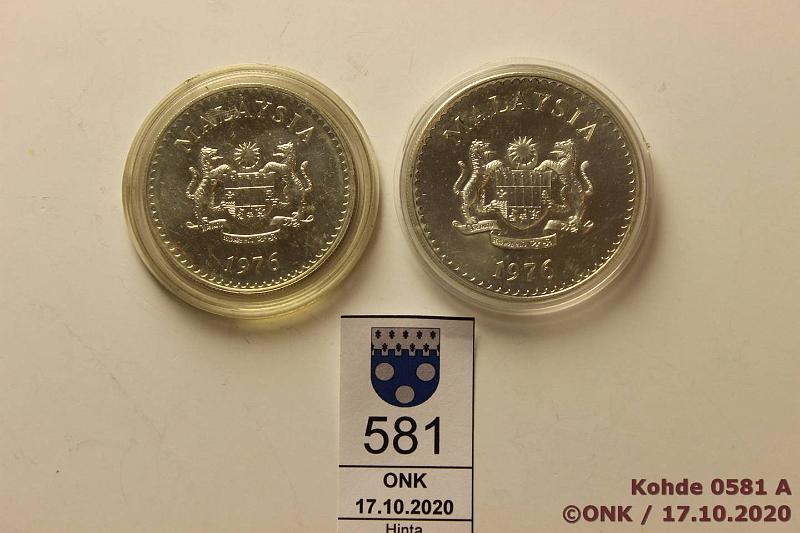 MALAYSIA
1976
MALAYSIA
1976
581
ONK
17.10.2020
Hinta
Kohde 0581 A
©ONK / 17.10.2020